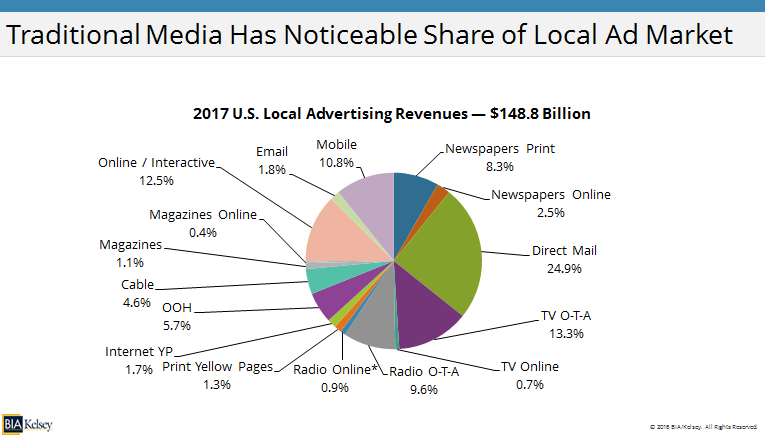 Traditional Media Has Noticeable Share of Local Ad Market
2017 U.S. Local Advertising Revenues — $148.8 Billion
Newspapers Print
8.3%
Newspapers Online
2.5%
Direct Mail
24.9%
TV O-T-A
13.3%
TV Online
0.7%
Radio O-T-A
9.6%
Radio Online*
0.9%
Print Yellow Pages
1.3%
Internet YP
1.7%
OOH
5.7%
Cable
4.6%
Magazines
1.1%
Magazines Online
0.4%
Online / Interactive
12.5%
Email
1.8%
Mobile
10.8%
BIA/Kelsey
© 2016 BIA/Kelsey. All Rights Reserved.